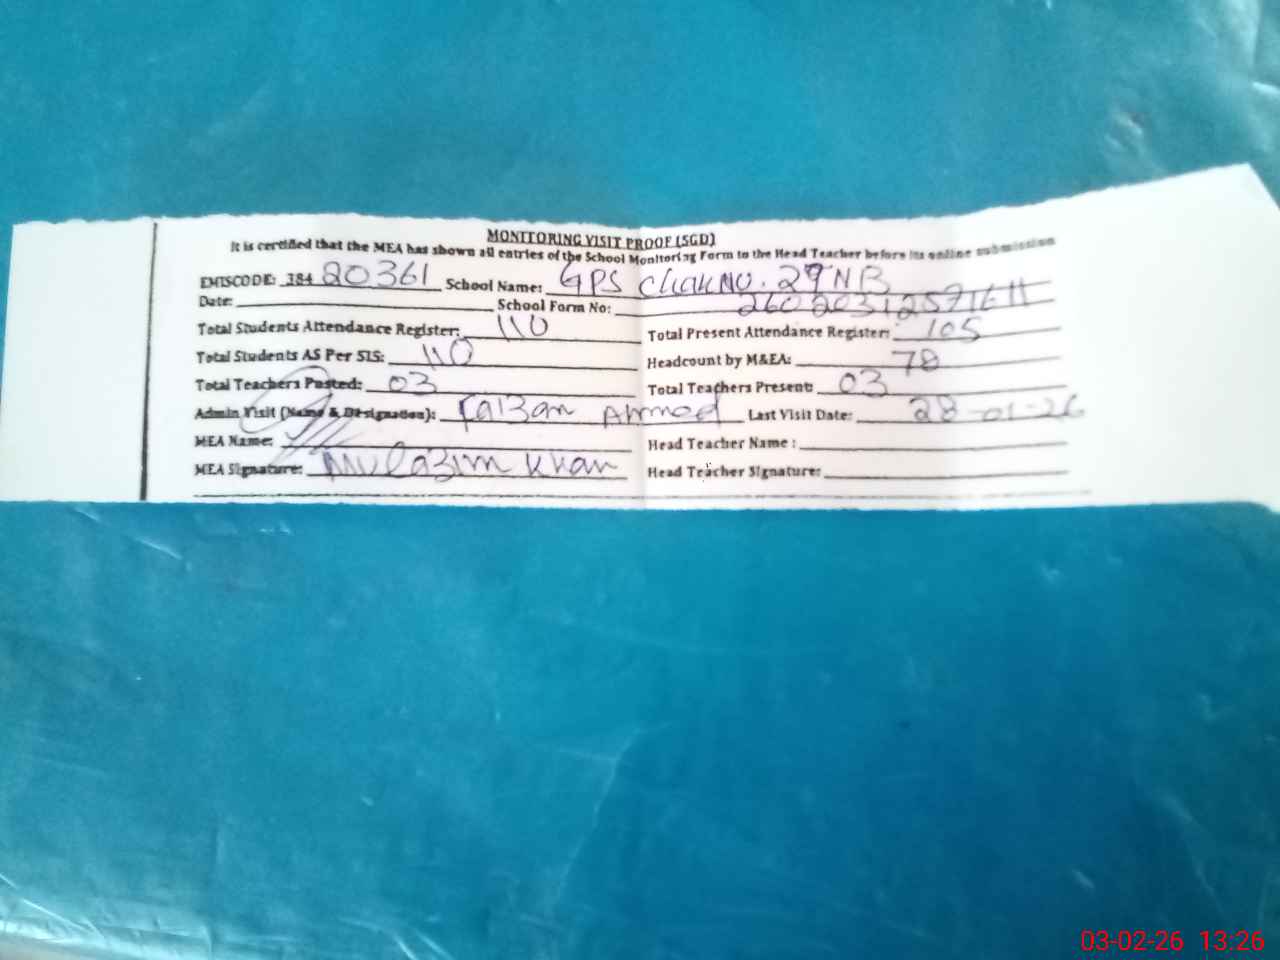 MONITORING VISIT PROOF (SGD)
It is certified that the MEA has shown all entries of the School Monitoring Form to the Head Teacher before its online submission
EMISCODE: 384 20361 School Name: GPS Chak No. 29 NB
Date: School Form No:
Total Students Attendance Register: 110 Total Present Attendance Register: 105
Total Students AS Per SIS: 110 Headcount by M&EA: 78
Total Teachers Posted: 03 Total Teachers Present: 03
Admin Visit (Name & Designation): Faizan Ahmed Last Visit Date: 28-01-26
MEA Name: Head Teacher Name :
MEA Signature: Mulazim Khan Head Teacher Signature:
03-02-26 13:26